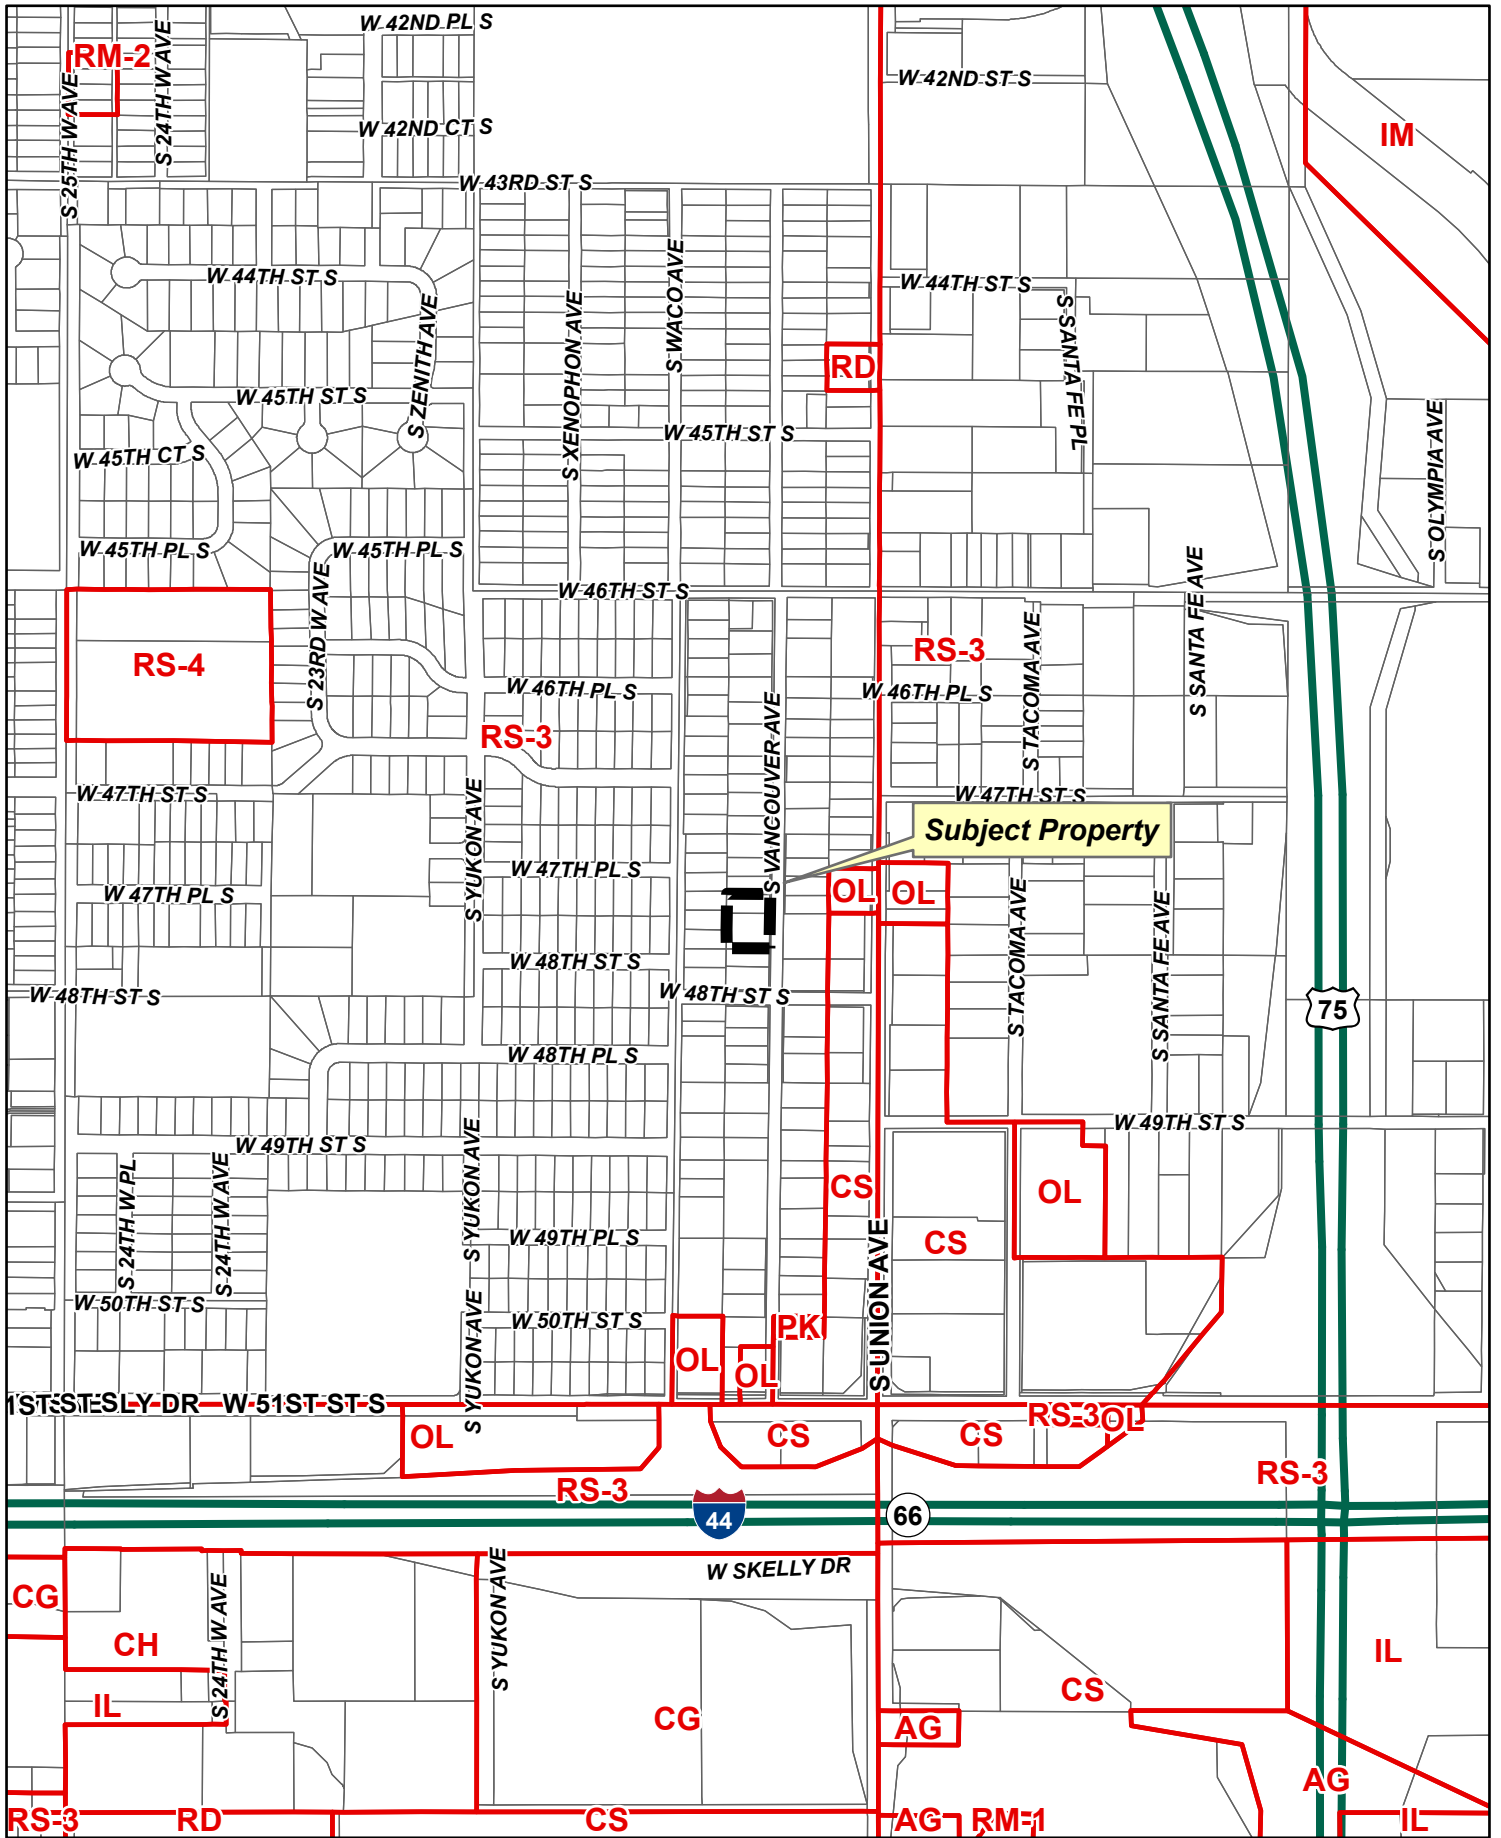 W 42ND PL S
RM-2
S 24TH W AVE
S 25TH W AVE
W 42ND ST S
W 42ND CT S
IM
W 43RD ST S
W 44TH ST S
S WACO AVE
W 44TH ST S
S ZENITH AVE
S XENOPHON AVE
S SANTA FE PL
RD
W 45TH ST S
W 45TH ST S
W 45TH CT S
S OLYMPIA AVE
W 45TH PL S
W 45TH PL S
W 46TH ST S
S 23RD W AVE
S SANTA FE AVE
RS-4
RS-3
S TACOMA AVE
W 46TH PL S
W 46TH PL S
RS-3
S VANCOUVER AVE
W 47TH ST S
W 47TH ST S
Subject Property
S YUKON AVE
W 47TH PL S
W 47TH PL S
OL
OL
S TACOMA AVE
S SANTA FE AVE
W 48TH ST S
W 48TH ST S
W 48TH ST S
75
W 48TH PL S
W 49TH ST S
W 49TH ST S
S YUKON AVE
S 24TH W PL
S 24TH W AVE
CS
OL
W 49TH PL S
CS
S UNION AVE
W 50TH ST S
W 50TH ST S
S YUKON AVE
PK
OL
OL
SLY DR
W 51ST ST S
RS-3
OL
OL
CS
CS
RS-3
RS-3
44
66
W SKELLY DR
S YUKON AVE
CG
CH
S 24TH W AVE
IL
IL
CS
CG
AG
AG
RS-3
RD
CS
AG
RM-1
IL